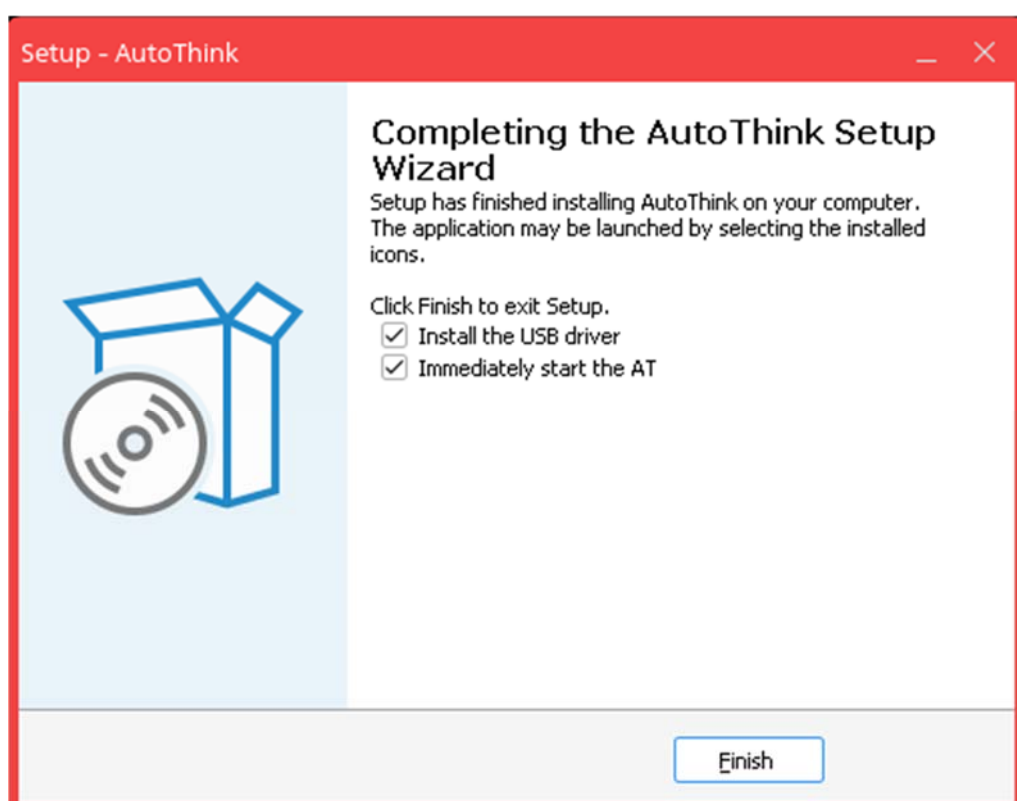 Setup - AutoThink
Completing the AutoThink Setup
Wizard
Setup has finished installing AutoThink on your computer.
The application may be launched by selecting the installed
icons.
Click Finish to exit Setup.
Install the USB driver
Immediately start the AT
Finish